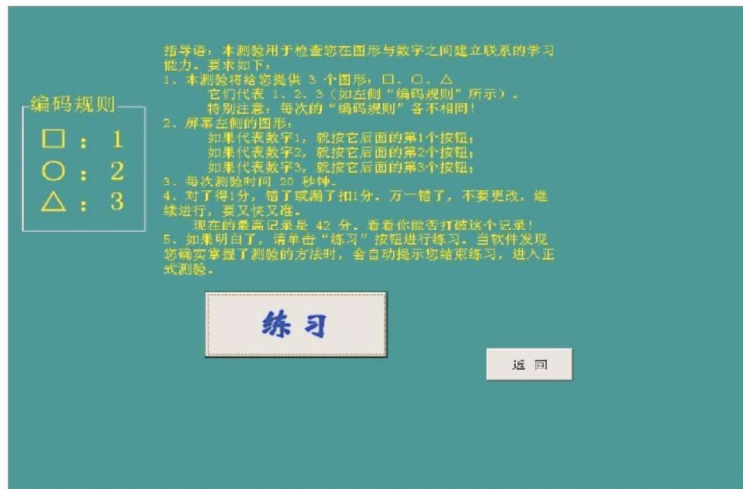 指导语：本测验用于检查您在图形与数字之间建立联系的学习
能力。要求如下：
1、本测验将给您提供 3 个图形：□、○、△
它们代表 1、2、3（如左侧“编码规则”所示）。
特别注意：每次的“编码规则”各不相同！
2、屏幕左侧的图形：
如果代表数字1，就按它后面的第1个按钮；
如果代表数字2，就按它后面的第2个按钮；
如果代表数字3，就按它后面的第3个按钮；
3、每次测验时间 20 秒钟。
4、对了得1分，错了或漏了扣1分。万一错了，不要更改，继
续进行，要又快又准。
现在的最高记录是 42 分。看看你能否打破这个记录！
5、如果明白了，请单击“练习”按钮进行练习。当软件发现
您确实掌握了测验的方法时，会自动提示您结束练习，进入正
式测验。
编码规则
□：1
○：2
△：3
练习
返回